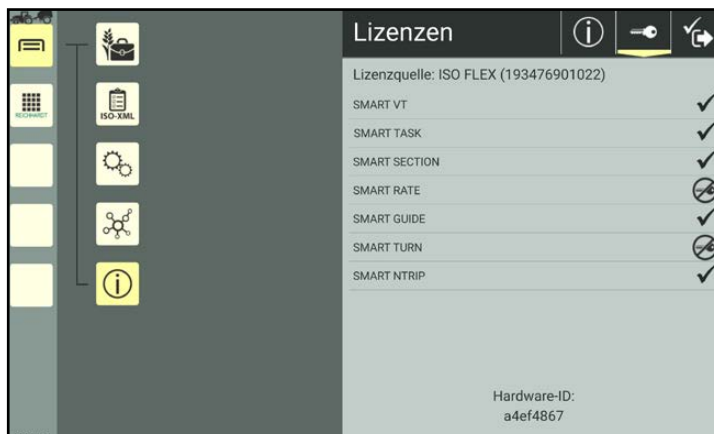 Lizenzen
REICHHARDT
ISO-XML
Lizenzquelle: ISO FLEX (193476901022)
SMART VT
SMART TASK
SMART SECTION
SMART RATE
SMART GUIDE
SMART TURN
SMART NTRIP
Hardware-ID:
a4ef4867